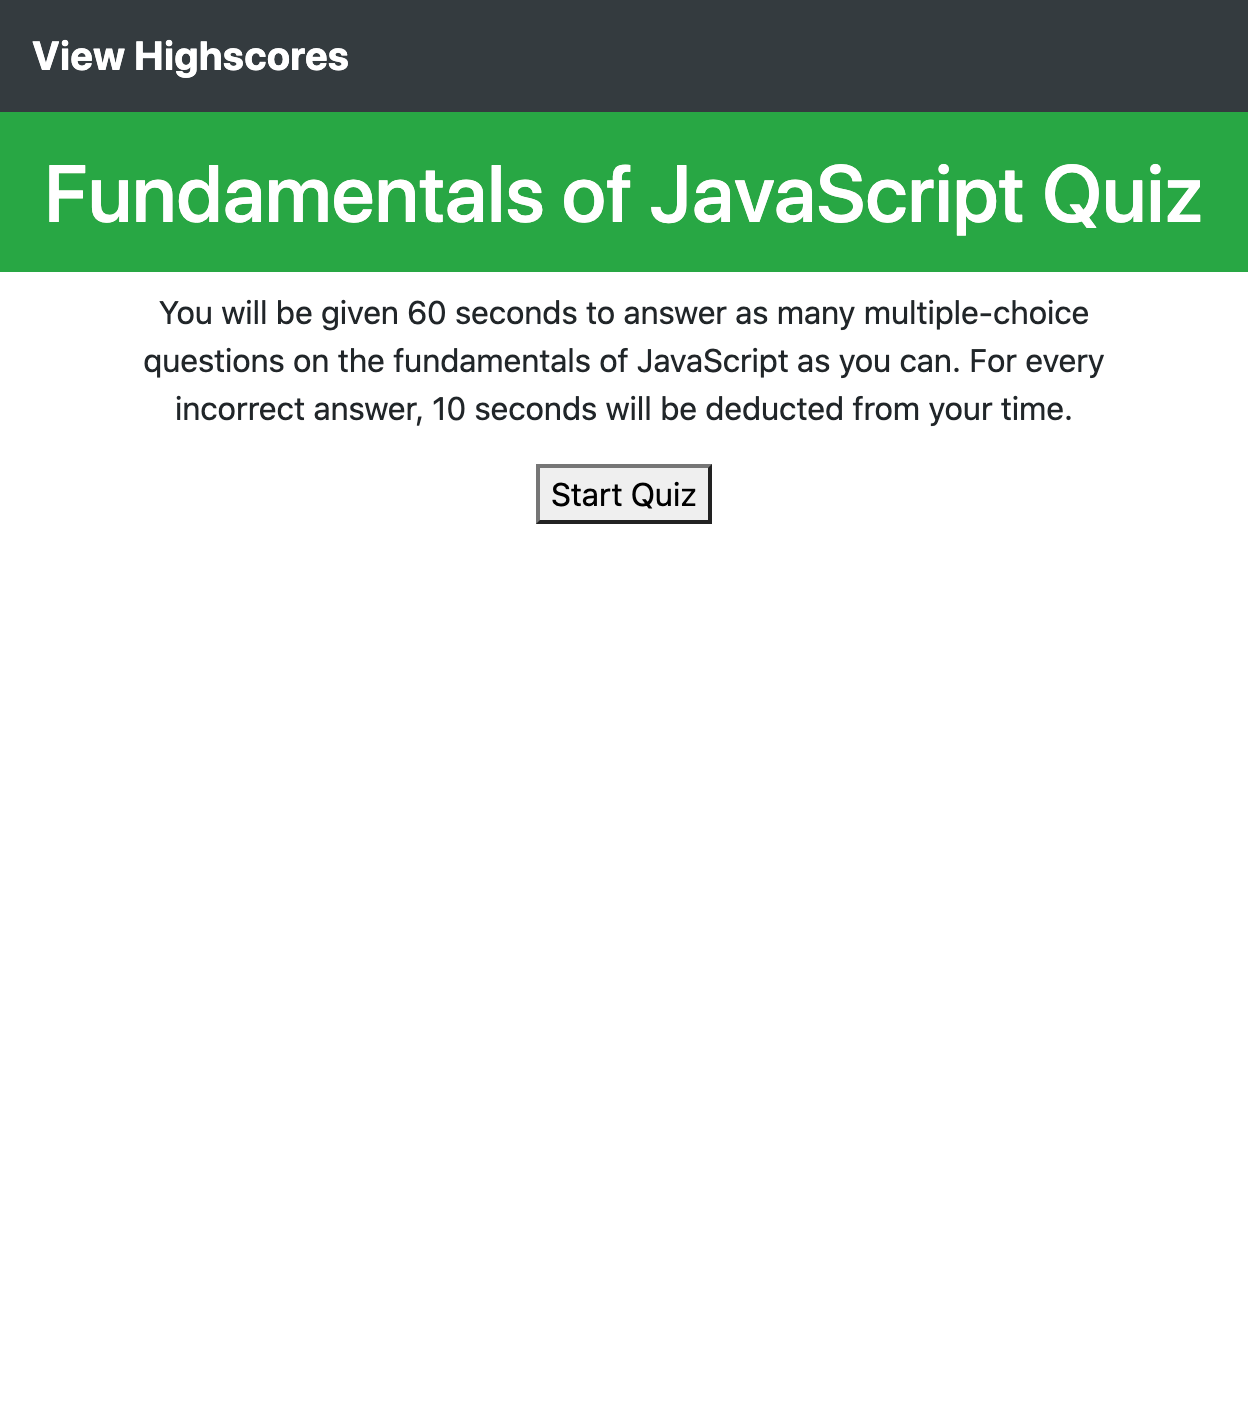 View Highscores
Fundamentals of JavaScript Quiz
You will be given 60 seconds to answer as many multiple-choice
questions on the fundamentals of JavaScript as you can. For every
incorrect answer, 10 seconds will be deducted from your time.
Start Quiz